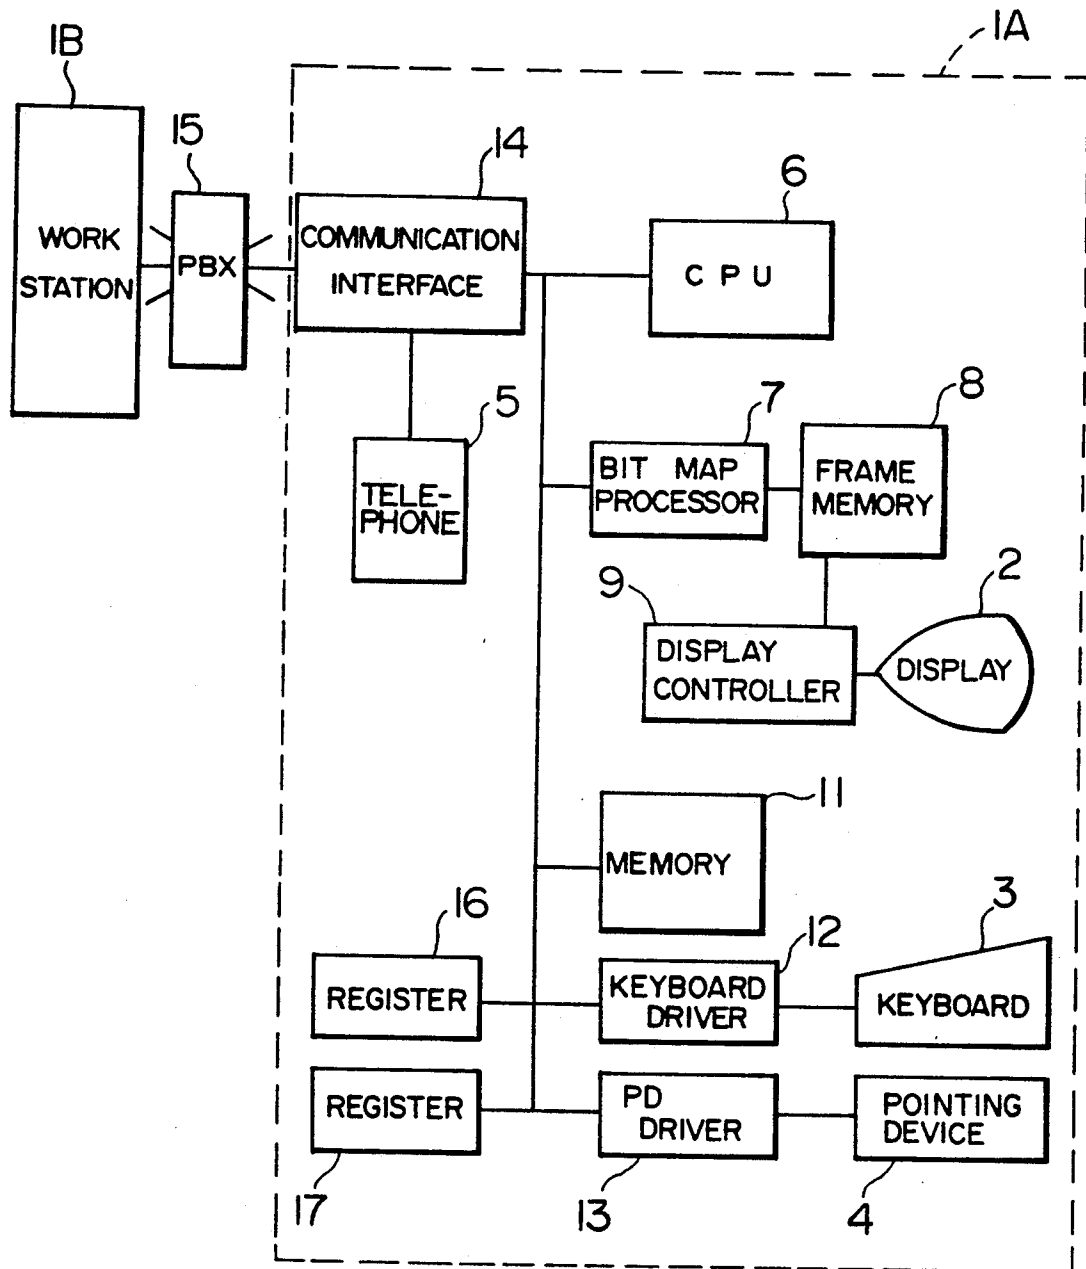 1A
1B
15
14
6
WORK
STATION
PBX
COMMUNICATION
INTERFACE
CPU
5
7
8
TELE-
PHONE
BIT MAP
PROCESSOR
FRAME
MEMORY
9
2
DISPLAY
CONTROLLER
DISPLAY
11
MEMORY
16
12
3
REGISTER
KEYBOARD
DRIVER
KEYBOARD
REGISTER
PD
DRIVER
POINTING
DEVICE
17
13
4